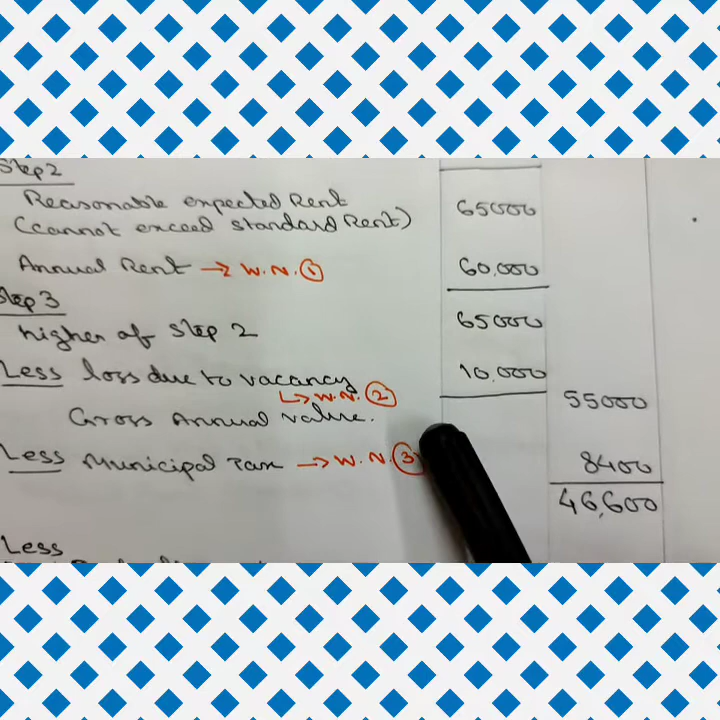 Step2
Reasonable expected Rent 65000
(cannot exceed standard Rent)
Annual Rent → W.N. 1 60,000
Step 3
higher of step 2 65000
Less loss due to vacancy 10,000
↳ W.N. 2 55000
Gross Annual value.
Less Municipal Tax → W.N. 3 8400
46,600
Less